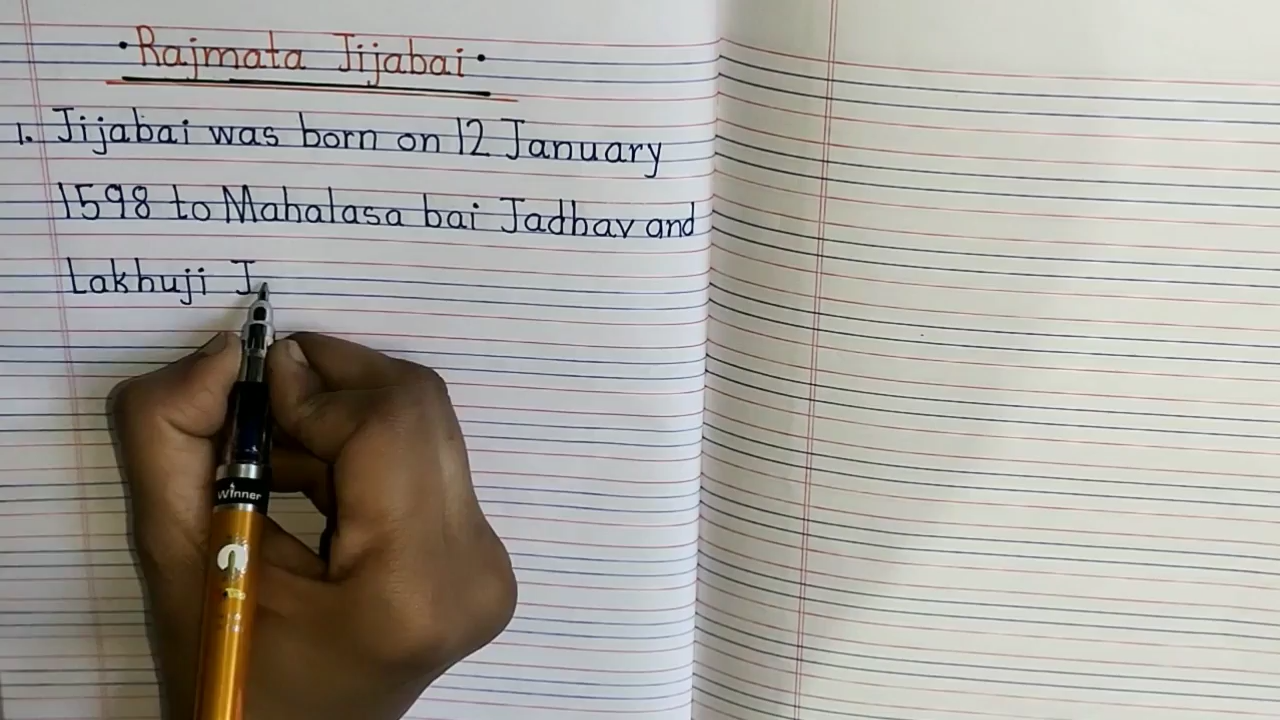 • Rajmata Jijabai •
1. Jijabai was born on 12 January
1598 to Mahalasa bai Jadhav and
Lakhuji J
Winner